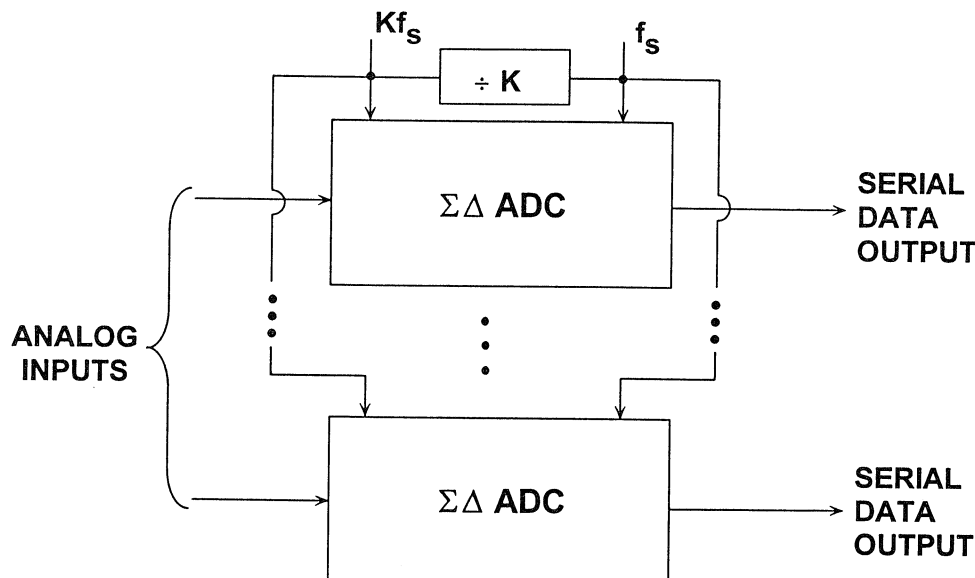 Kfs
fs
÷ K
ΣΔ ADC
SERIAL
DATA
OUTPUT
ANALOG
INPUTS
ΣΔ ADC
SERIAL
DATA
OUTPUT